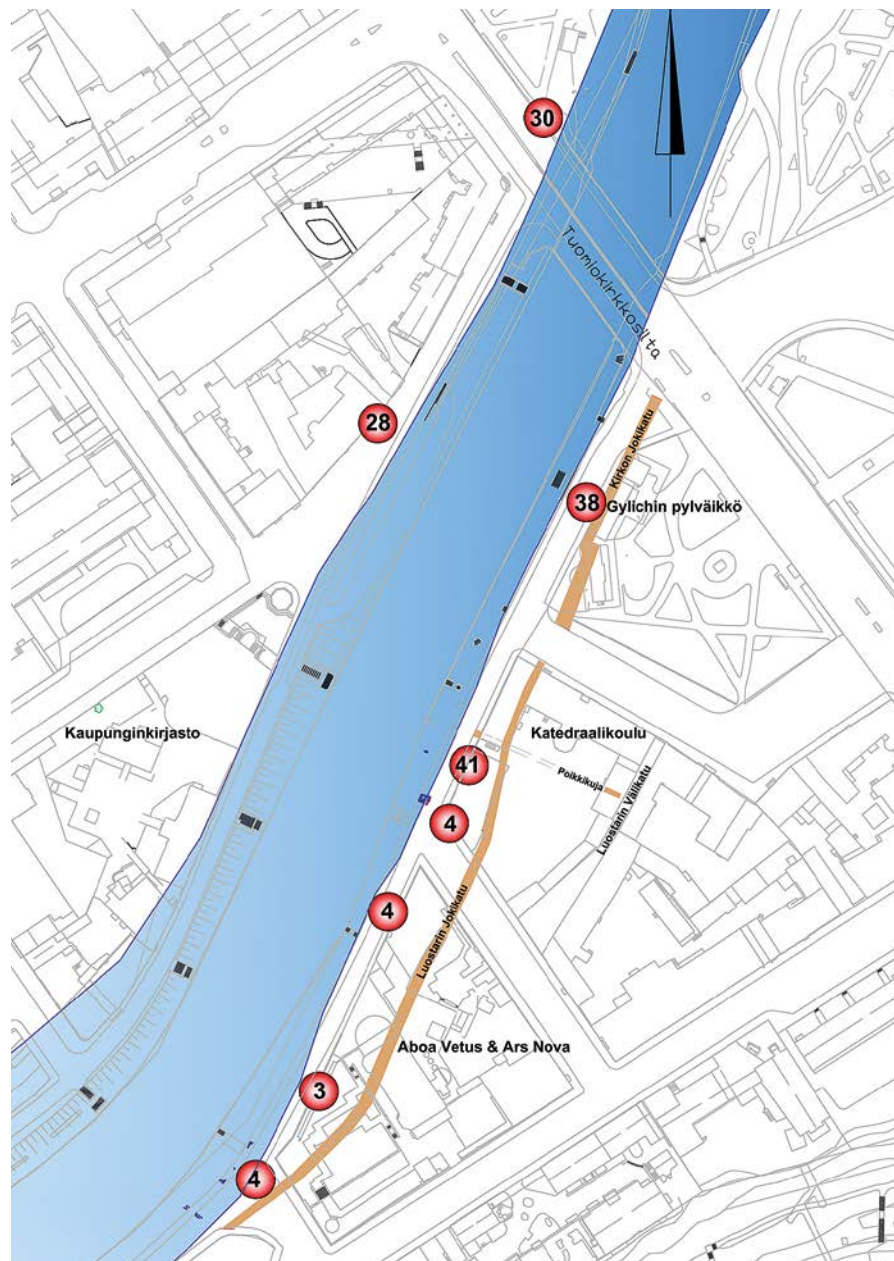 30
Tuomiokirkkosilta
28
Kirkon Jokikatu
38
Gylichin pylväikkö
Kaupunginkirjasto
Katedraalikoulu
41
Poikkikuja
Luostarin Välikatu
4
4
Luostarin Jokikatu
Aboa Vetus & Ars Nova
3
4